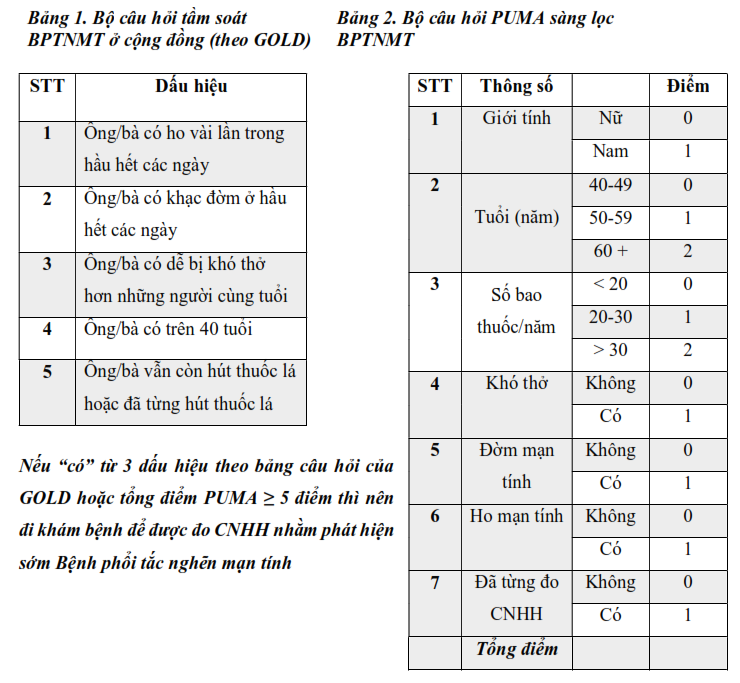 Bảng 1. Bộ câu hỏi tầm soát
BPTNMT ở cộng đồng (theo GOLD)
STT Dấu hiệu
1 Ông/bà có ho vài lần trong
hầu hết các ngày
2 Ông/bà có khạc đờm ở hầu
hết các ngày
3 Ông/bà có dễ bị khó thở
hơn những người cùng tuổi
4 Ông/bà có trên 40 tuổi
5 Ông/bà vẫn còn hút thuốc lá
hoặc đã từng hút thuốc lá
Nếu “có” từ 3 dấu hiệu theo bảng câu hỏi của
GOLD hoặc tổng điểm PUMA ≥ 5 điểm thì nên
đi khám bệnh để được đo CNHH nhằm phát hiện
sớm Bệnh phổi tắc nghẽn mạn tính
Bảng 2. Bộ câu hỏi PUMA sàng lọc
BPTNMT
STT Thông số Điểm
1 Giới tính Nữ 0
Nam 1
2 Tuổi (năm) 40-49 0
50-59 1
60 + 2
3 Số bao
thuốc/năm < 20 0
20-30 1
> 30 2
4 Khó thở Không 0
Có 1
5 Đờm mạn
tính Không 0
Có 1
6 Ho mạn tính Không 0
Có 1
7 Đã từng đo
CNHH Không 0
Có 1
Tổng điểm